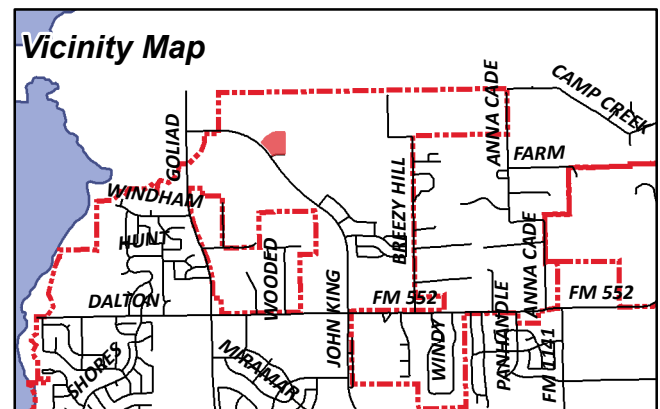 Vicinity Map
CAMP CREEK
ANNA CADE
GOLIAD
FARM
WINDHAM
BREEZY HILL
HUNT
WOODED
ANNA CADE
DALTON
FM 552
FM 552
JOHN KING
PANHANDLE
SHORES
MIRAMAR
WINDY
FM 1141